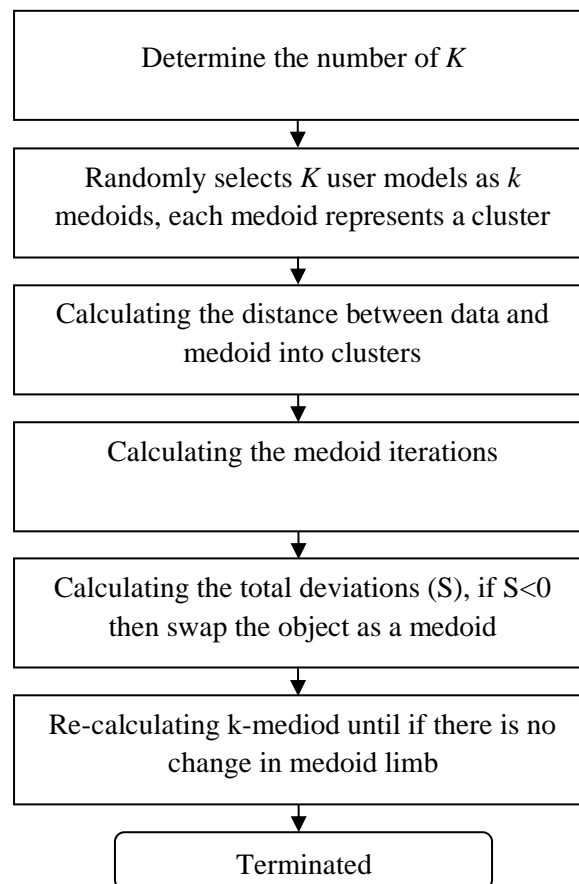 Determine the number of K
Randomly selects K user models as k
medoids, each medoid represents a cluster
Calculating the distance between data and
medoid into clusters
Calculating the medoid iterations
Calculating the total deviations (S), if S<0
then swap the object as a medoid
Re-calculating k-mediod until if there is no
change in medoid limb
Terminated